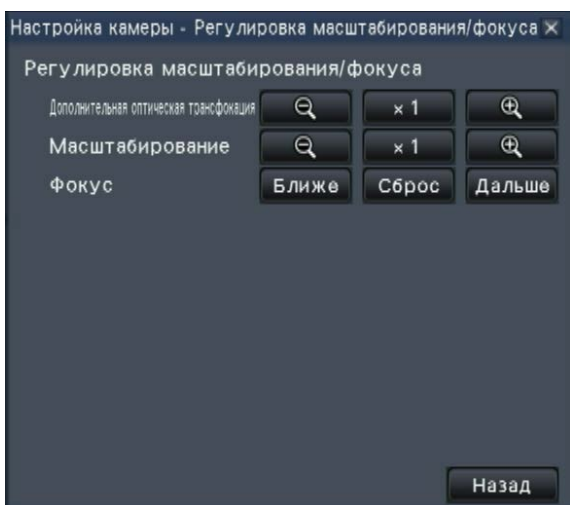 Настройка камеры - Регулировка масштабирования/фокуса ×
Регулировка масштабирования/фокуса
Дополнительная оптическая трансфокация × 1
Масштабирование × 1
Фокус Ближе Сброс Дальше
Назад